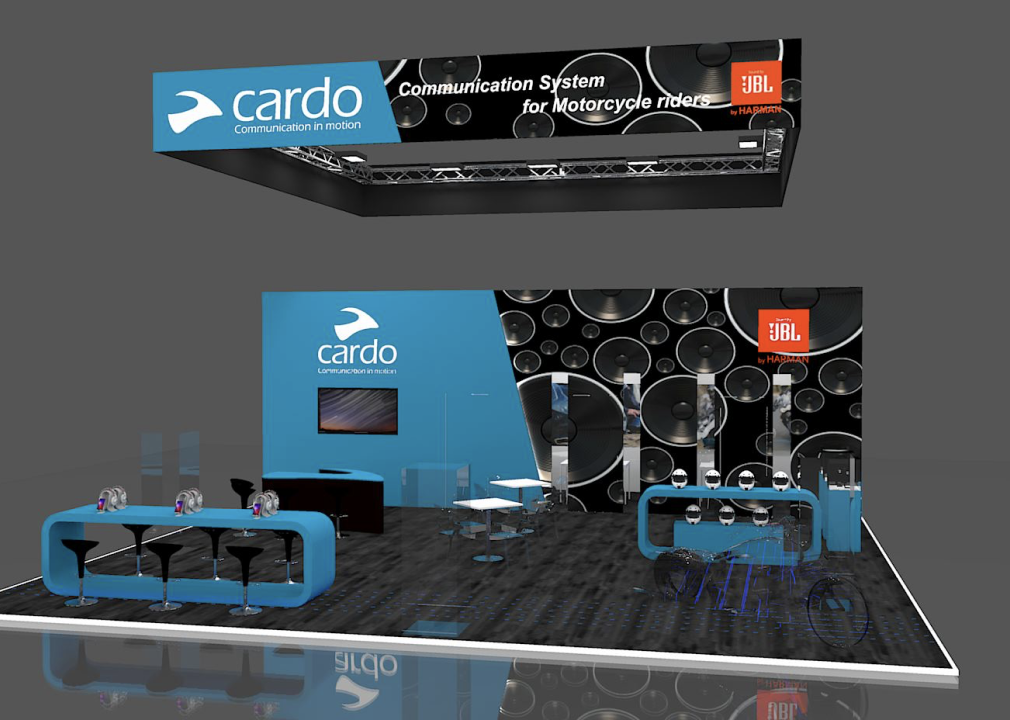 cardo
Communication in motion
Communication System
for Motorcycle riders
JBL
by HARMAN
cardo
Communication in motion
JBL
by HARMAN